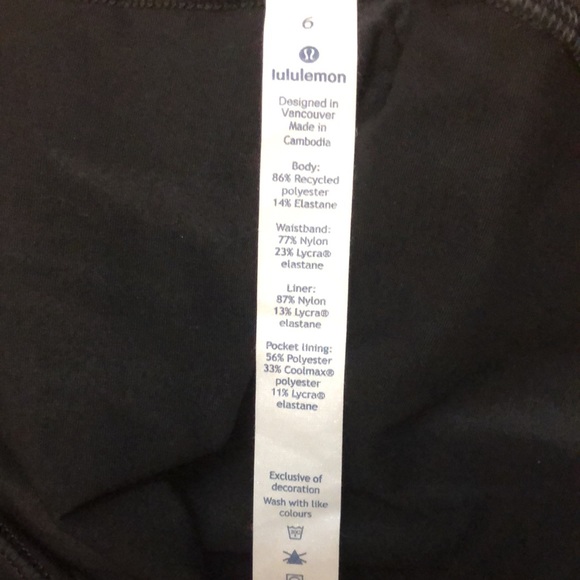 6
lululemon
Designed in
Vancouver
Made in
Cambodia
Body:
86% Recycled
polyester
14% Elastane
Waistband:
77% Nylon
23% Lycra®
elastane
Liner:
87% Nylon
13% Lycra®
elastane
Pocket lining:
56% Polyester
33% Coolmax®
polyester
11% Lycra®
elastane
Exclusive of
decoration
Wash with like
colours